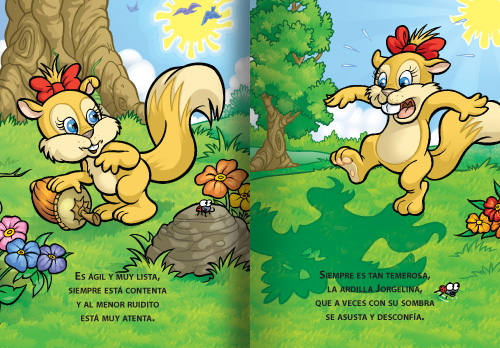 Es agil y muy lista,
siempre está contenta
y al menor ruidito
está muy atenta.
Siempre es tan temerosa,
la ardilla Jorgelina,
que a veces con su sombra
se asusta y desconfía.